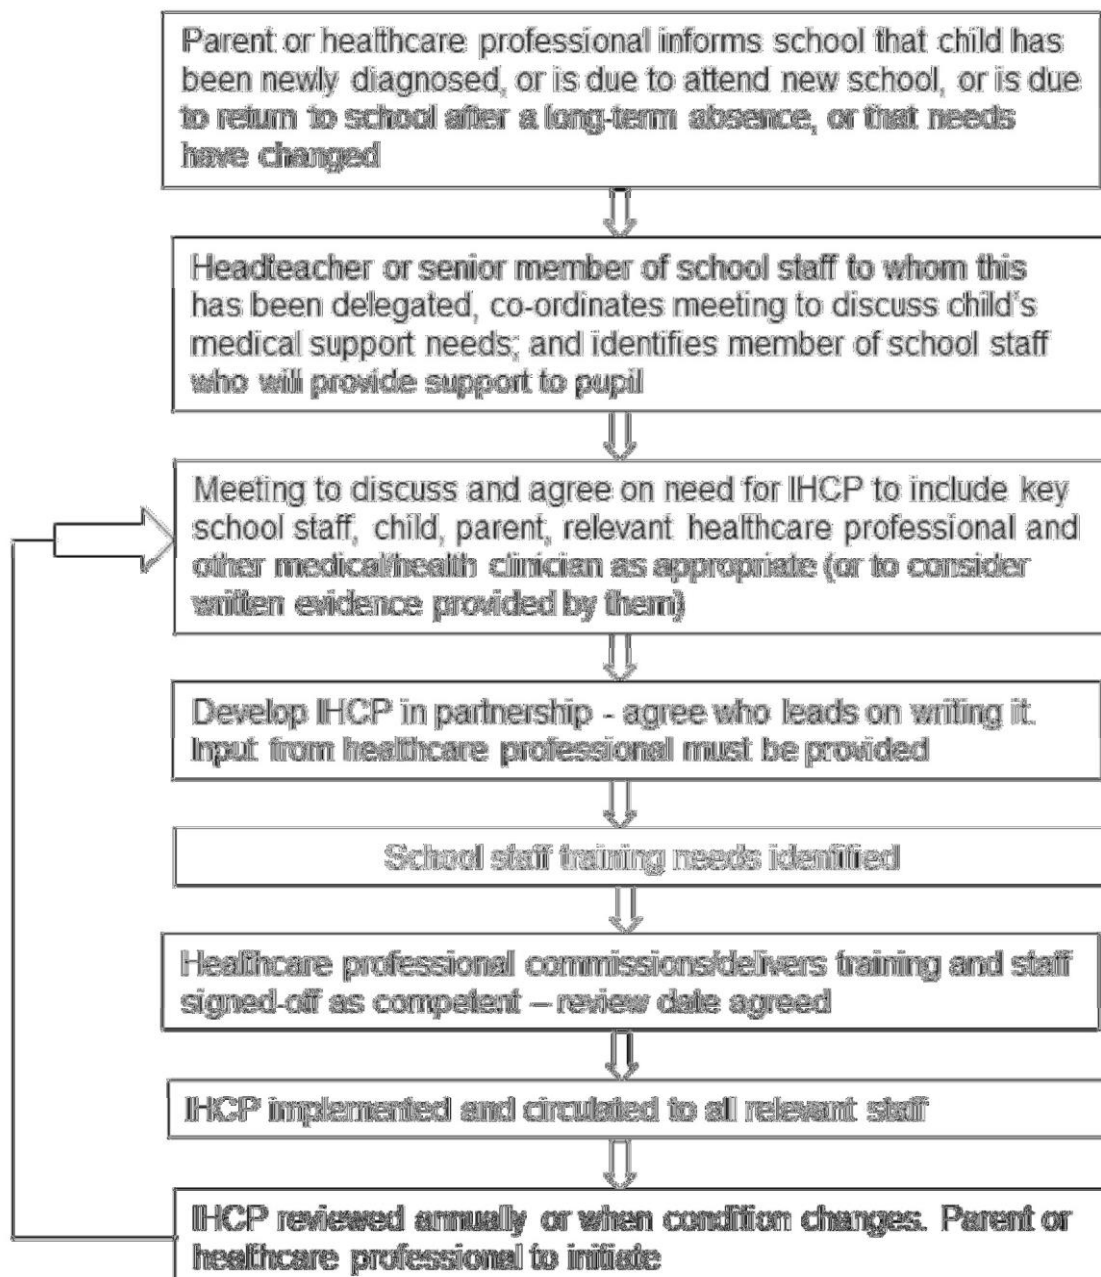 Parent or healthcare professional informs school that child has
been newly diagnosed, or is due to attend new school, or is due
to return to school after a long-term absence, or that needs
have changed
Headteacher or senior member of school staff to whom this
has been delegated, co-ordinates meeting to discuss child's
medical support needs; and identifies member of school staff
who will provide support to pupil
Meeting to discuss and agree on need for IHCP to include key
school staff, child, parent, relevant healthcare professional and
other medical/health clinician as appropriate (or to consider
written evidence provided by them)
Develop IHCP in partnership - agree who leads on writing it.
Input from healthcare professional must be provided
School staff training needs identified
Healthcare professional commissions/delivers training and staff
signed-off as competent – review date agreed
IHCP implemented and circulated to all relevant staff
IHCP reviewed annually or when condition changes. Parent or
healthcare professional to initiate